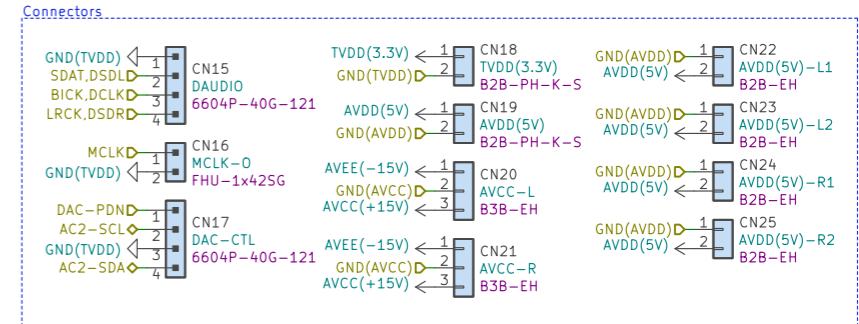 Connectors
GND(TVDD) 1 CN15
SDAT,DSDL 2 DAUDIO
BICK,DCLK 3 6604P-40G-121
LRCK,DSDR 4
MCLK 1 CN16
GND(TVDD) 2 MCLK-O
FHU-1x42SG
DAC-PDN 1 CN17
AC2-SCL 2 DAC-CTL
GND(TVDD) 3 6604P-40G-121
AC2-SDA 4
TVDD(3.3V) 1 CN18
GND(TVDD) 2 TVDD(3.3V)
B2B-PH-K-S
AVDD(5V) 1 CN19
GND(AVDD) 2 AVDD(5V)
B2B-PH-K-S
AVEE(-15V) 1 CN20
GND(AVCC) 2 AVCC-L
AVCC(+15V) 3 B3B-EH
AVEE(-15V) 1 CN21
GND(AVCC) 2 AVCC-R
AVCC(+15V) 3 B3B-EH
GND(AVDD) 1 CN22
AVDD(5V) 2 AVDD(5V)-L1
B2B-EH
GND(AVDD) 1 CN23
AVDD(5V) 2 AVDD(5V)-L2
B2B-EH
GND(AVDD) 1 CN24
AVDD(5V) 2 AVDD(5V)-R1
B2B-EH
GND(AVDD) 1 CN25
AVDD(5V) 2 AVDD(5V)-R2
B2B-EH